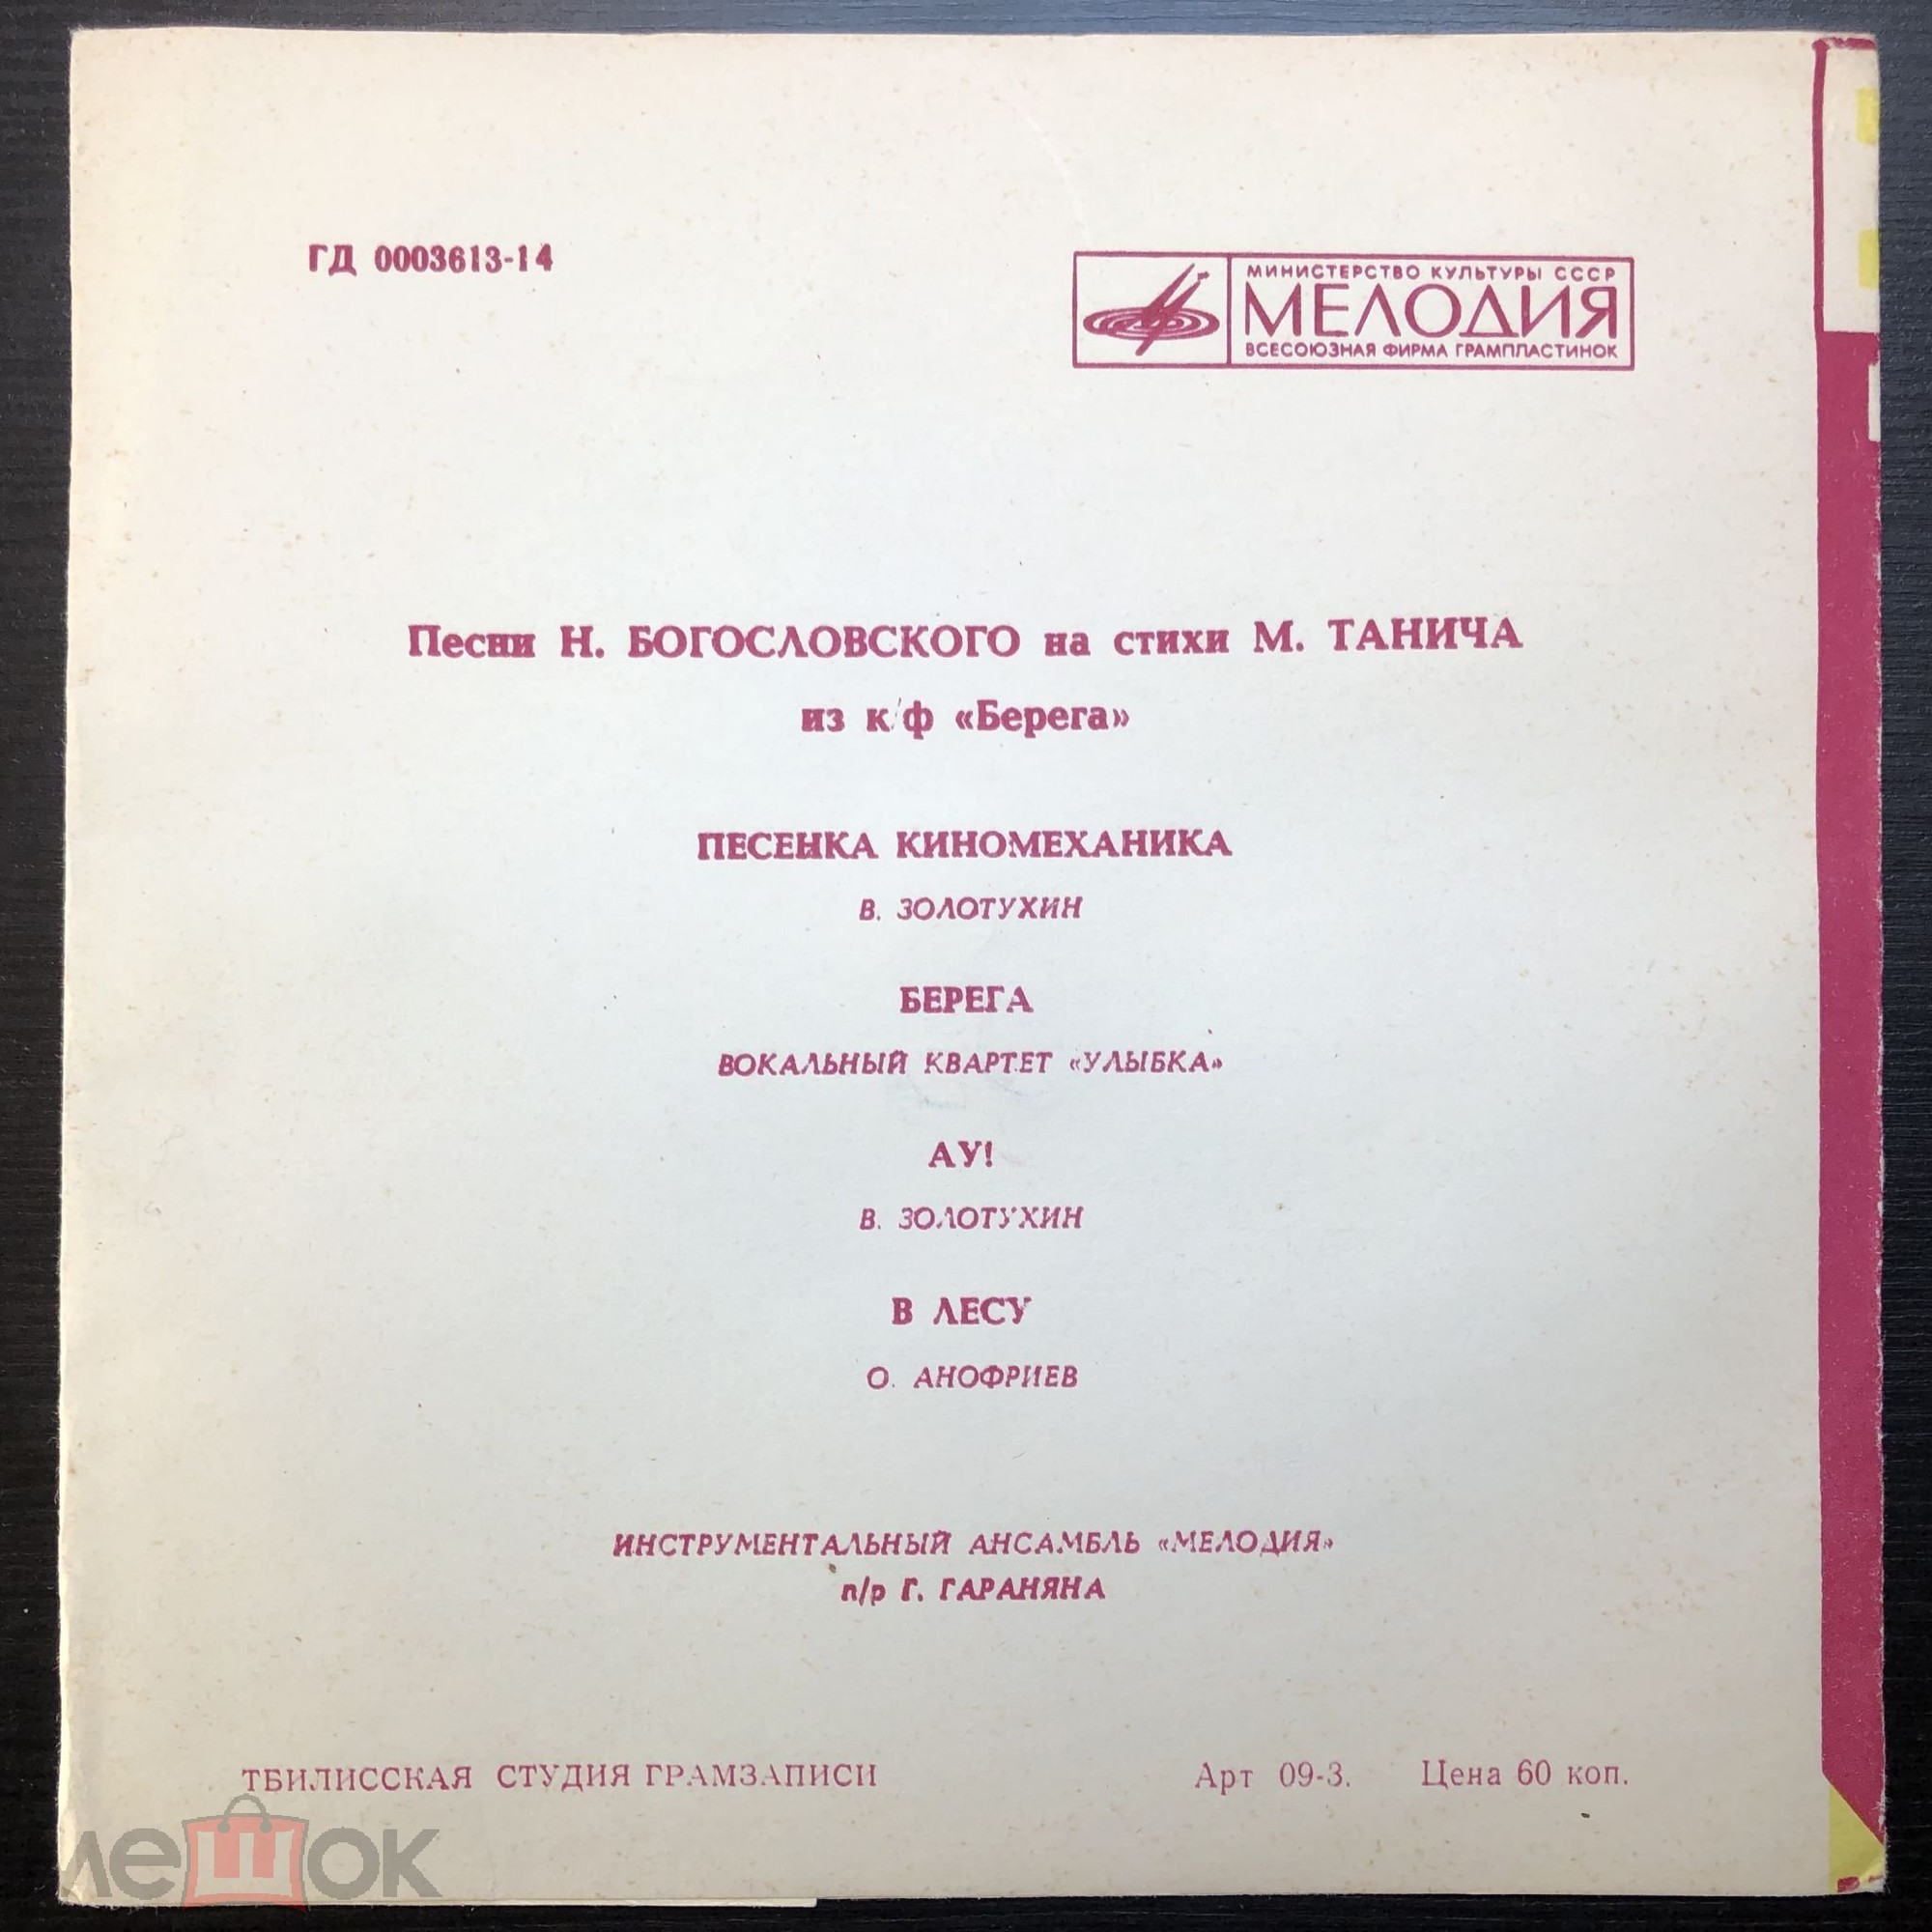 ГД 0003613-14
МИНИСТЕРСТВО КУЛЬТУРЫ СССР
МЕЛОДИЯ
ВСЕСОЮЗНАЯ ФИРМА ГРАМПЛАСТИНОК
Песни Н. БОГОСЛОВСКОГО на стихи М. ТАНИЧА
из к/ф «Берега»
ПЕСЕНКА КИНОМЕХАНИКА
В. ЗОЛОТУХИН
БЕРЕГА
ВОКАЛЬНЫЙ КВАРТЕТ «УЛЫБКА»
АУ!
В. ЗОЛОТУХИН
В ЛЕСУ
О. АНОФРИЕВ
ИНСТРУМЕНТАЛЬНЫЙ АНСАМБЛЬ «МЕЛОДИЯ»
п/р Г. ГАРАНЯНА
ТБИЛИССКАЯ СТУДИЯ ГРАМЗАПИСИ
Арт 09-3. Цена 60 коп.
мешок